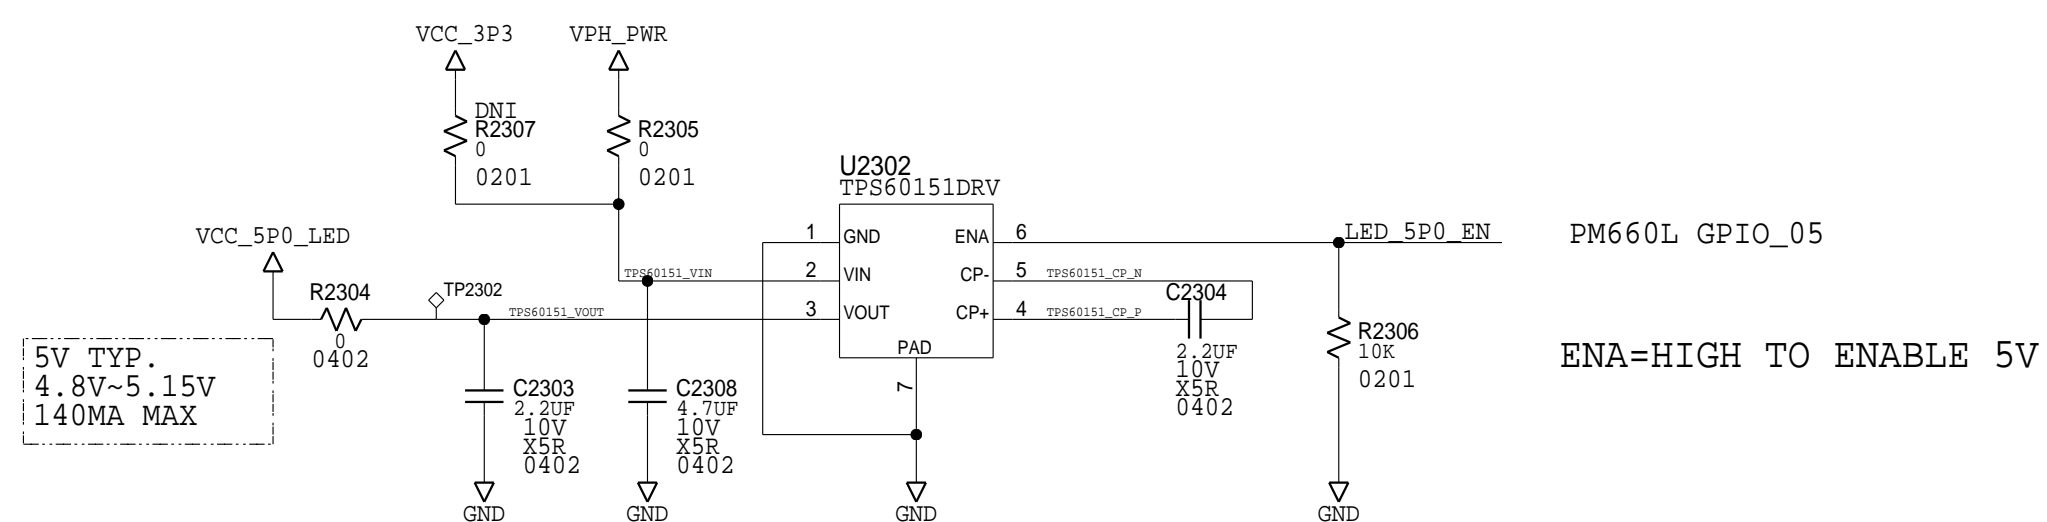 VCC_3P3
VPH_PWR
DNI
R2307
0
0201
R2305
0
0201
U2302
TPS60151DRV
VCC_5P0_LED
1 GND
ENA 6
LED_5P0_EN
PM660L GPIO_05
TPS60151_VIN
2 VIN
CP- 5
TPS60151_CP_N
R2304
0
0402
TP2302
TPS60151_VOUT
3 VOUT
CP+ 4
TPS60151_CP_P
C2304
2.2UF
10V
X5R
0402
PAD
7
R2306
10K
0201
5V TYP.
4.8V~5.15V
140MA MAX
ENA=HIGH TO ENABLE 5V
C2303
2.2UF
10V
X5R
0402
C2308
4.7UF
10V
X5R
0402
GND
GND
GND
GND